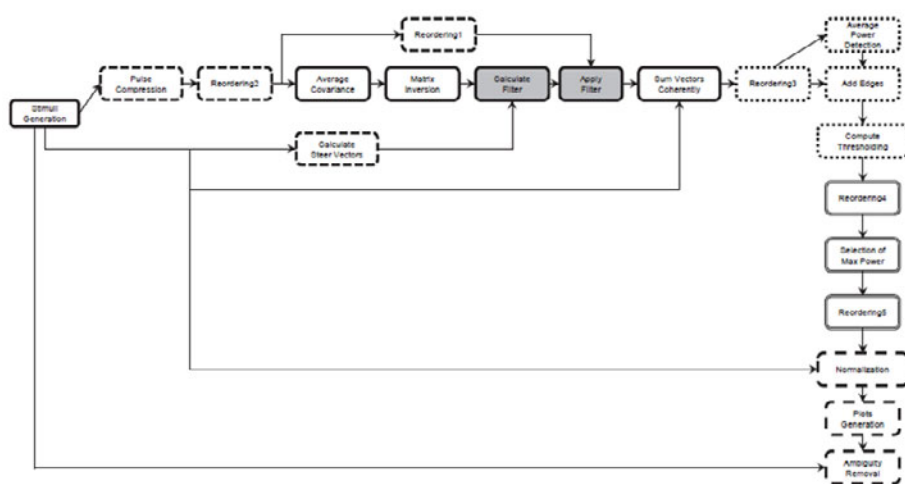 Average
Power
Detection
Reordering1
Pulse
Compression
Reordering2
Average
Covariance
Matrix
Inversion
Calculate
Filter
Apply
Filter
Sum Vectors
Coherently
Reordering3
Add Edges
Stimuli
Generation
Calculate
Steer Vectors
Compute
Thresholding
Reordering4
Selection of
Max Power
Reordering5
Normalization
Plots
Generation
Ambiguity
Removal